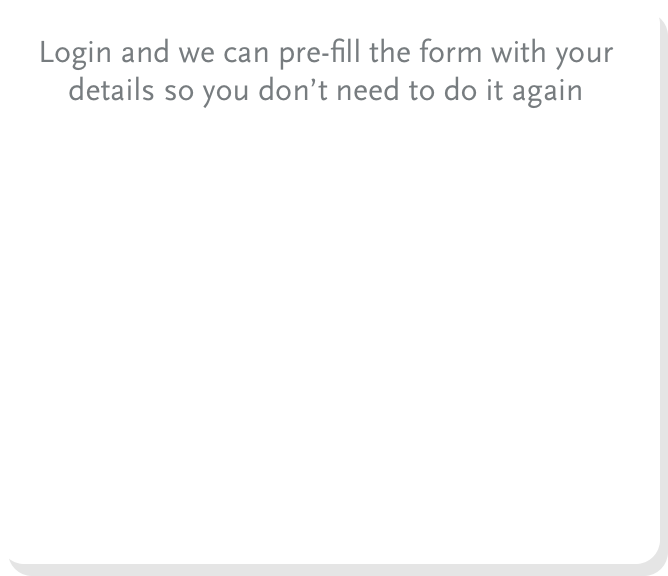 Login and we can pre-fill the form with your
details so you don’t need to do it again